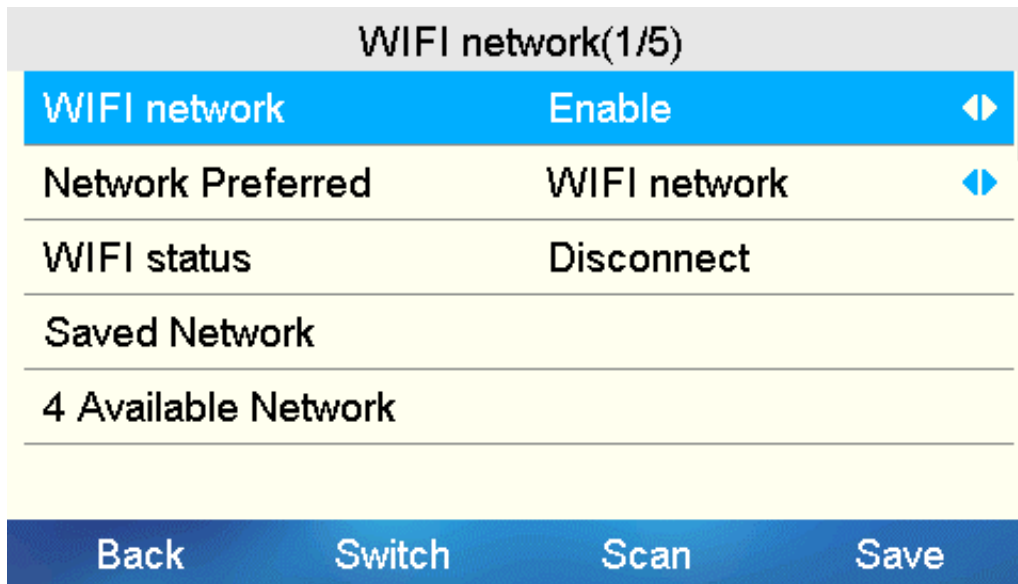 WIFI network(1/5)
WIFI network Enable
Network Preferred WIFI network
WIFI status Disconnect
Saved Network
4 Available Network
Back Switch Scan Save